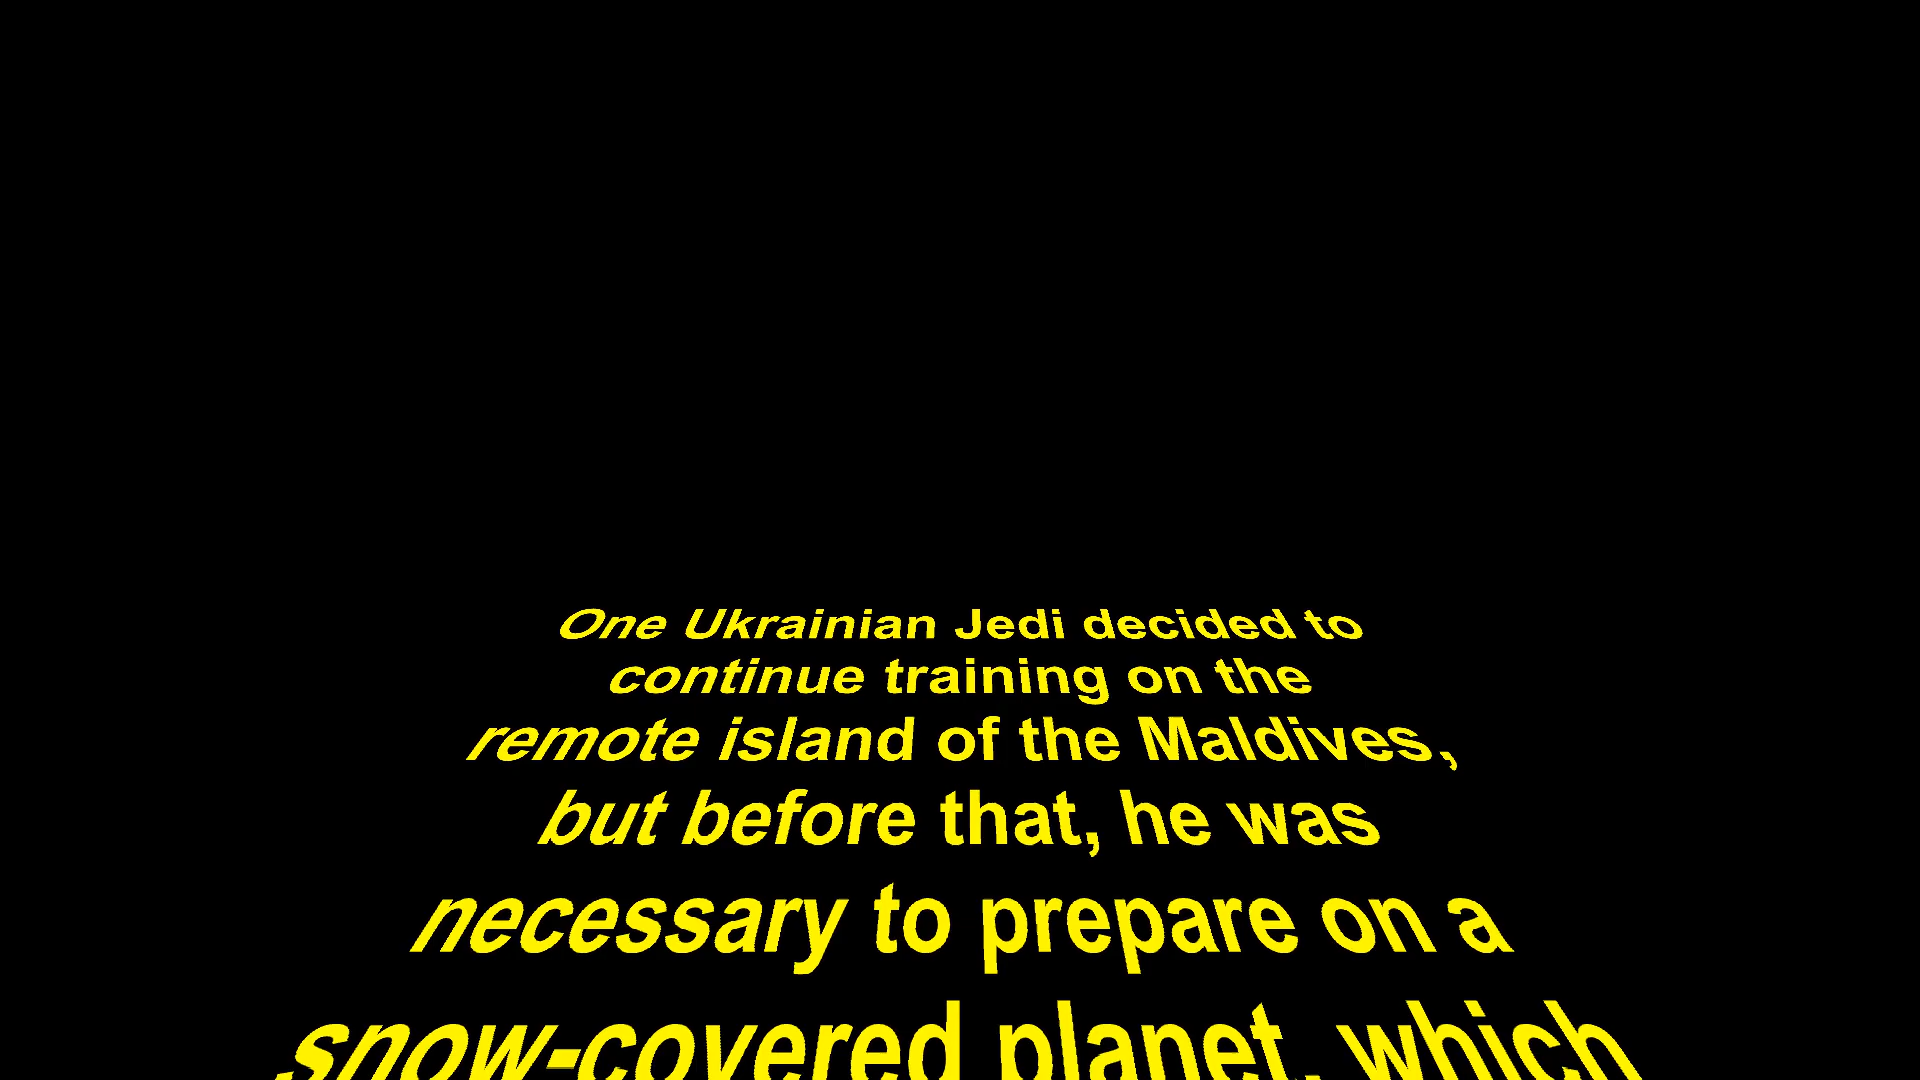 One Ukrainian Jedi decided to
continue training on the
remote island of the Maldives,
but before that, he was
necessary to prepare on a
snow-covered planet, which